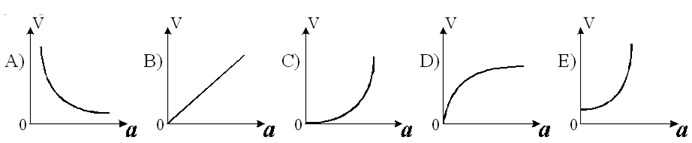 A) V 0 a
B) V 0 a
C) V 0 a
D) V 0 a
E) V 0 a